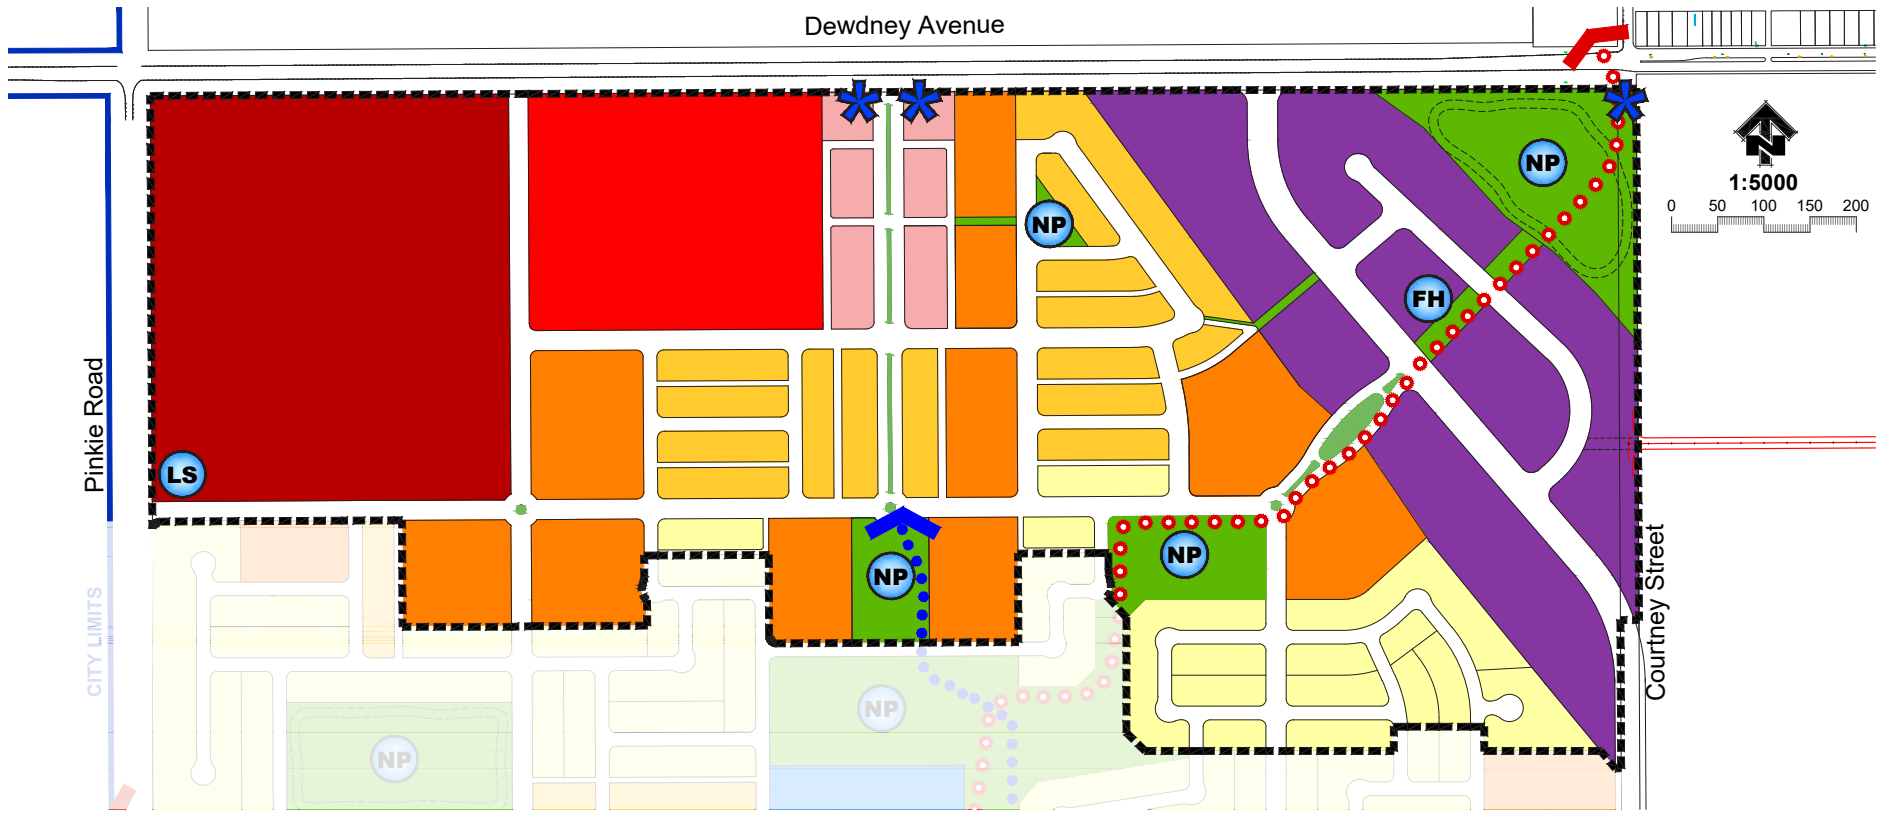 Dewdney Avenue
NP
N
1:5000
0 50 100 150 200
NP
FH
Pinkie Road
LS
NP
NP
Courtney Street
CITY LIMITS
NP
NP